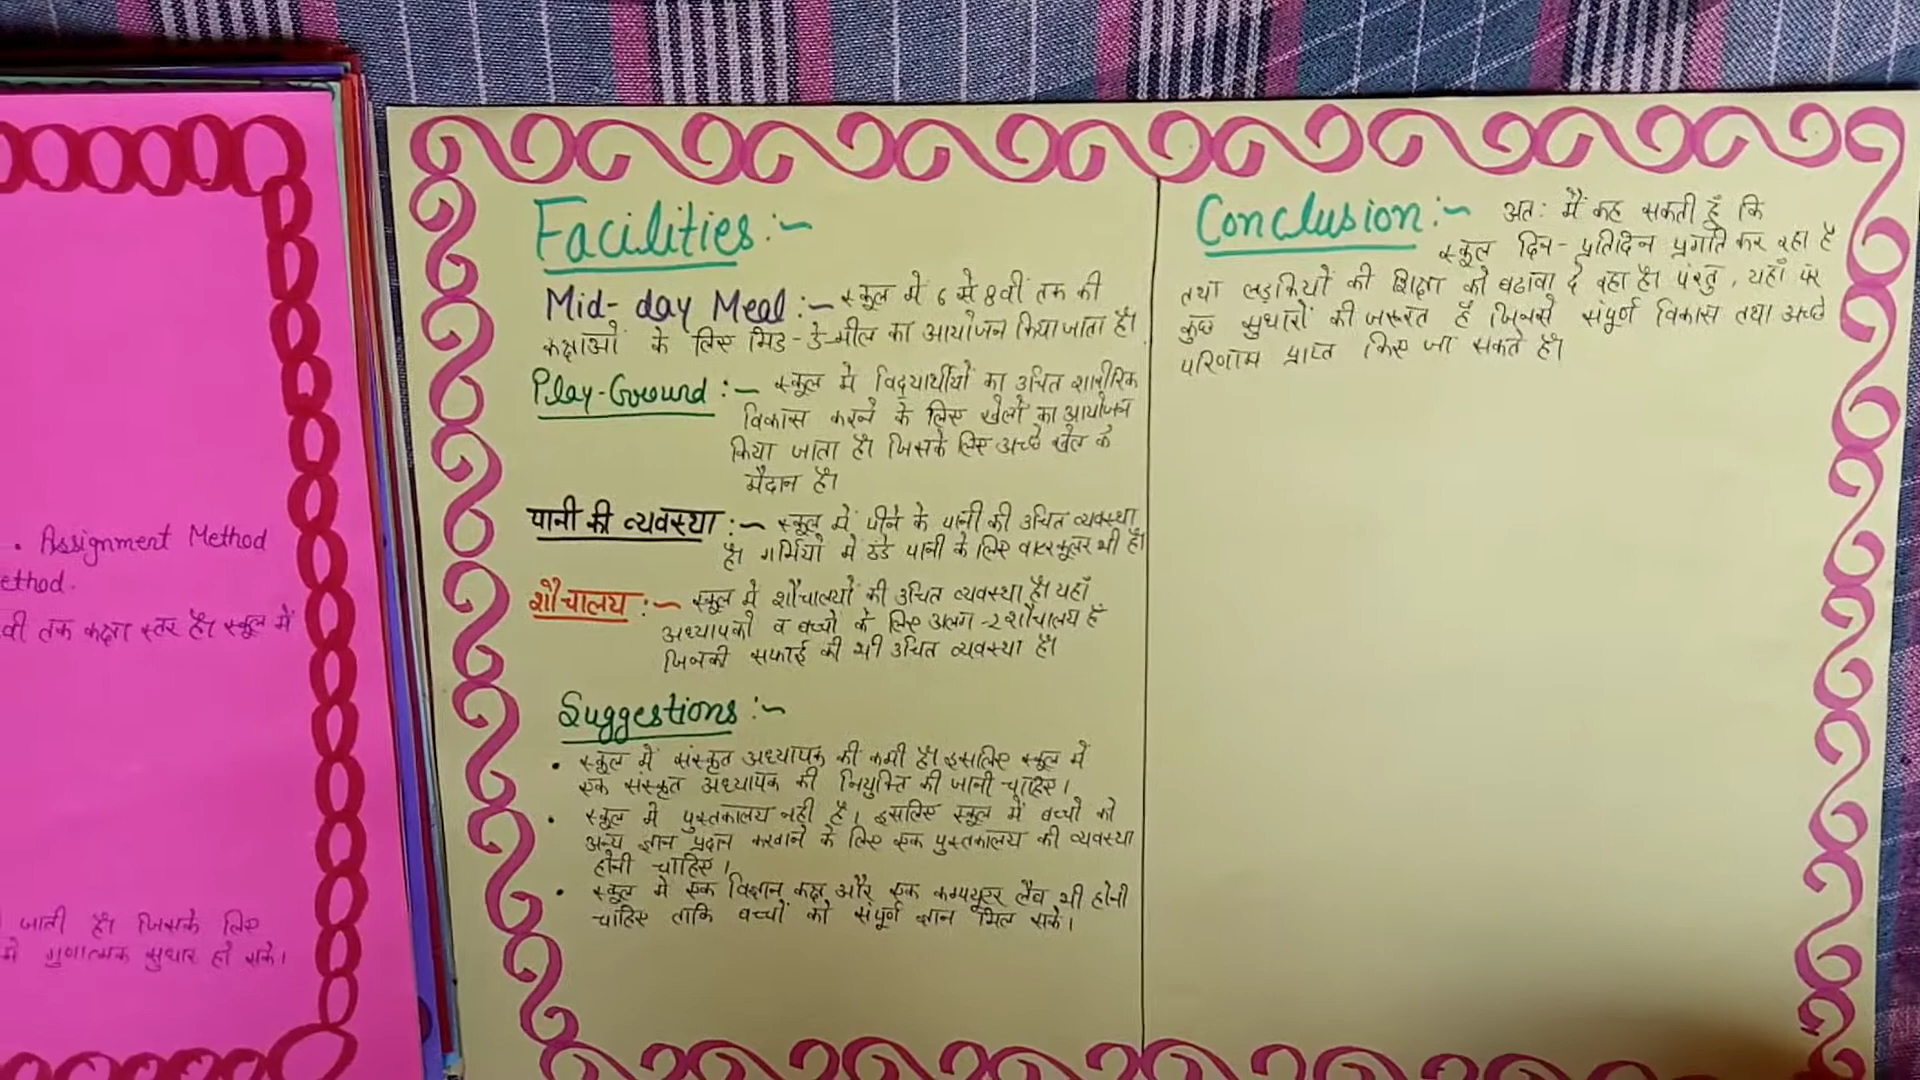 . Assignment Method
ethod.
वी तक कक्षा स्तर है। स्कूल में
जाती है। जिसके लिए
में गुणात्मक सुधार हो सके।
Facilities :~
Mid-day Meal :~ स्कूल में 6 से 8वीं तक की
कक्षाओं के लिए मिड-डे-मील का आयोजन किया जाता है।
Play-Ground :~ स्कूल में विद्यार्थीयों का उचित शारीरिक
विकास करने के लिए खेलों का आयोजन
किया जाता है। जिसके लिए अच्छे खेल के
मैदान है।
पानी की व्यवस्था :~ स्कूल में पीने के पानी की उचित व्यवस्था
है। गर्मियों में ठंडे पानी के लिए वाटरकूलर भी है।
शौचालय :~ स्कूल में शौचालयों की उचित व्यवस्था है। यहाँ
अध्यापकों व बच्चों के लिए अलग-2 शौचालय हैं
जिनकी सफाई की भी उचित व्यवस्था है।
Suggestions :~
• स्कूल में संस्कृत अध्यापक की कमी है। इसलिए स्कूल में
एक संस्कृत अध्यापक की नियुक्ति की जानी चाहिए।
• स्कूल में पुस्तकालय नही है। इसलिए स्कूल में बच्चों को
अन्य ज्ञान प्रदान करवाने के लिए एक पुस्तकालय की व्यवस्था
होनी चाहिए।
• स्कूल में एक विज्ञान कक्ष और एक कम्पयूटर लैब भी होनी
चाहिए ताकि बच्चों को संपूर्ण ज्ञान मिल सके।
Conclusion :~ अतः मैं कह सकती हूँ कि
स्कूल दिन-प्रतिदिन प्रगति कर रहा है
तथा लड़कियों की शिक्षा को बढावा दे रहा है। परंतु, यहाँ पर
कुछ सुधारों की जरूरत है जिनसे संपूर्ण विकास तथा अच्छे
परिणाम प्राप्त किए जा सकते है।